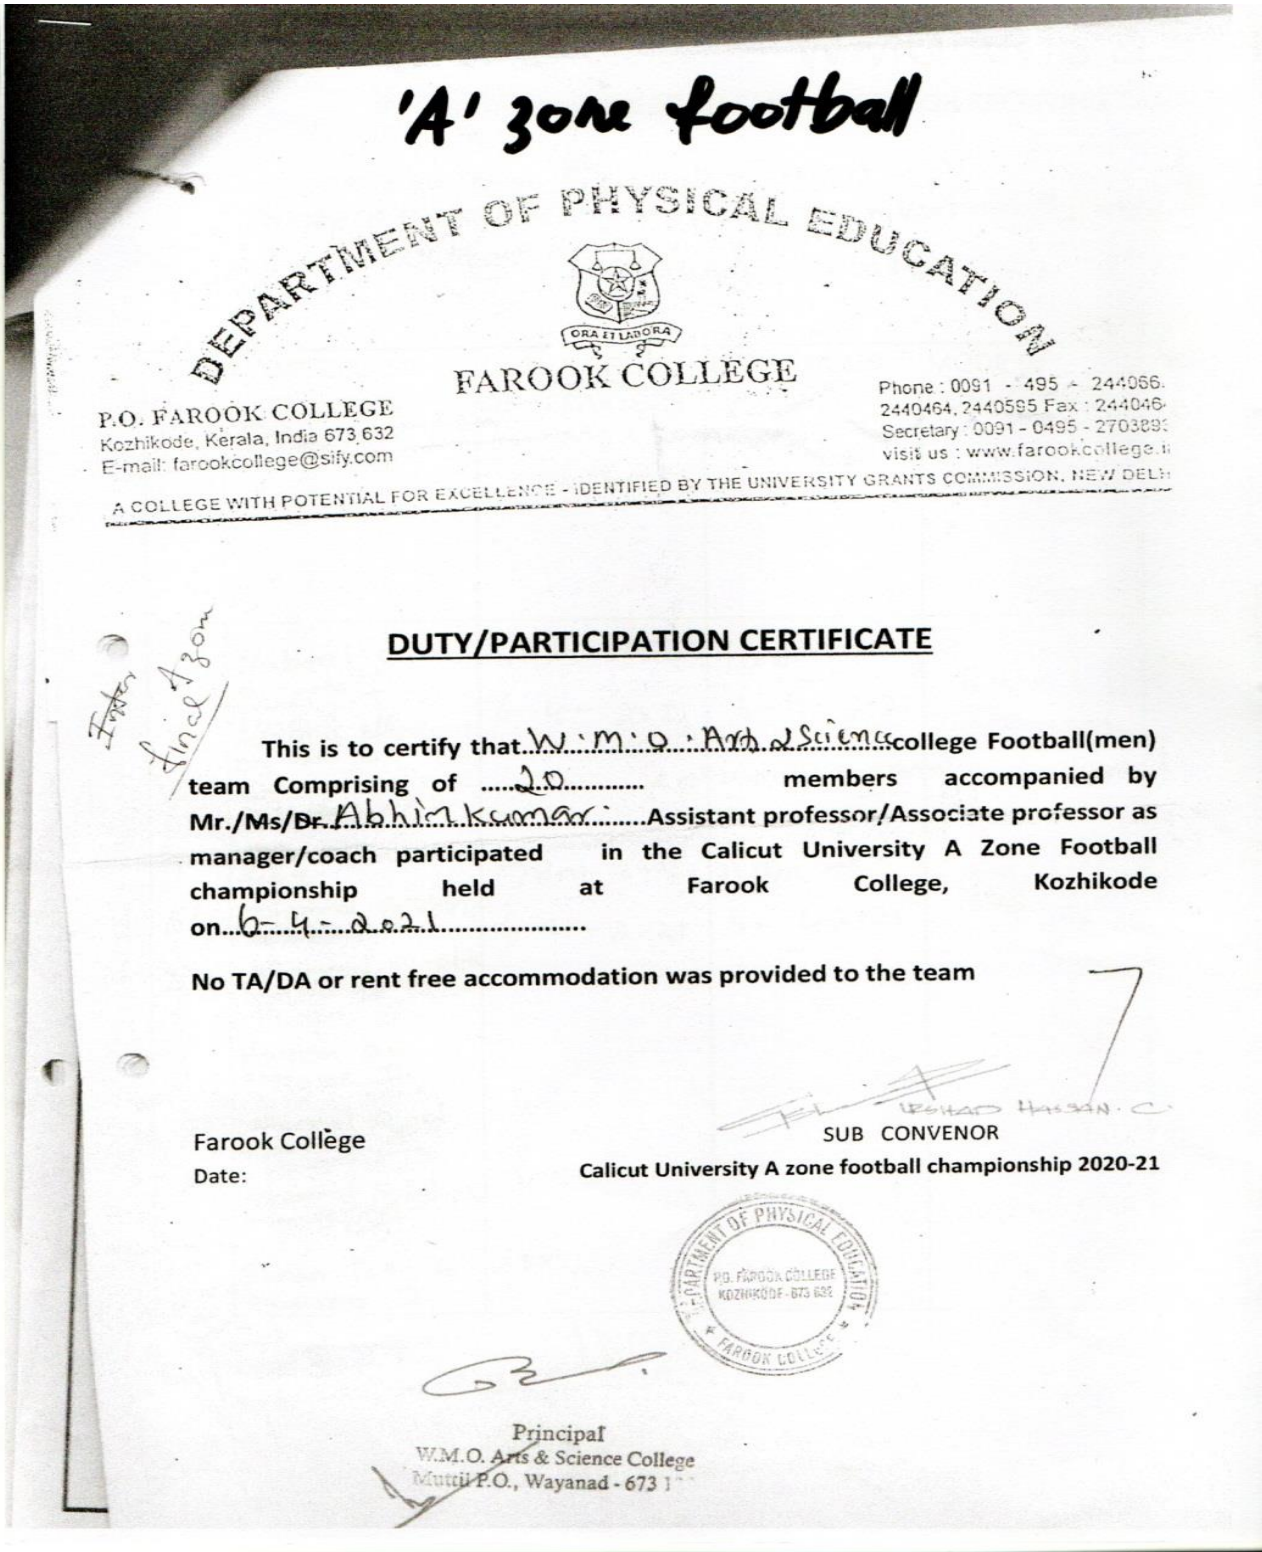 'A' zone football
DEPARTMENT OF PHYSICAL EDUCATION
ORA ET LABORA
FAROOK COLLEGE
P.O. FAROOK COLLEGE
Kozhikode, Kerala, India 673 632
E-mail: farookcollege@sify.com
Phone : 0091 - 495 - 244066
2440464, 2440595 Fax : 244046
Secretary : 0091 - 0495 - 270389
visit us : www.farookcollege.i
A COLLEGE WITH POTENTIAL FOR EXCELLENCE - IDENTIFIED BY THE UNIVERSITY GRANTS COMMISSION, NEW DELH
Inter
final A zone
DUTY/PARTICIPATION CERTIFICATE
This is to certify that W.M.O. Arts & Science college Football(men)
team Comprising of .....20............ members accompanied by
Mr./Ms/Dr. Abhin kumar......Assistant professor/Associate professor as
manager/coach participated in the Calicut University A Zone Football
championship held at Farook College, Kozhikode
on...6-4-2021......................
No TA/DA or rent free accommodation was provided to the team
IRSHAD HASSAN. C.
Farook College
SUB CONVENOR
Date:
Calicut University A zone football championship 2020-21
DEPARTMENT OF PHYSICAL EDUCATION
P.O. FAROOK COLLEGE
KOZHIKODE - 673 632
★ FAROOK COLLEGE ★
Principal
W.M.O. Arts & Science College
Muttil P.O., Wayanad - 673 1